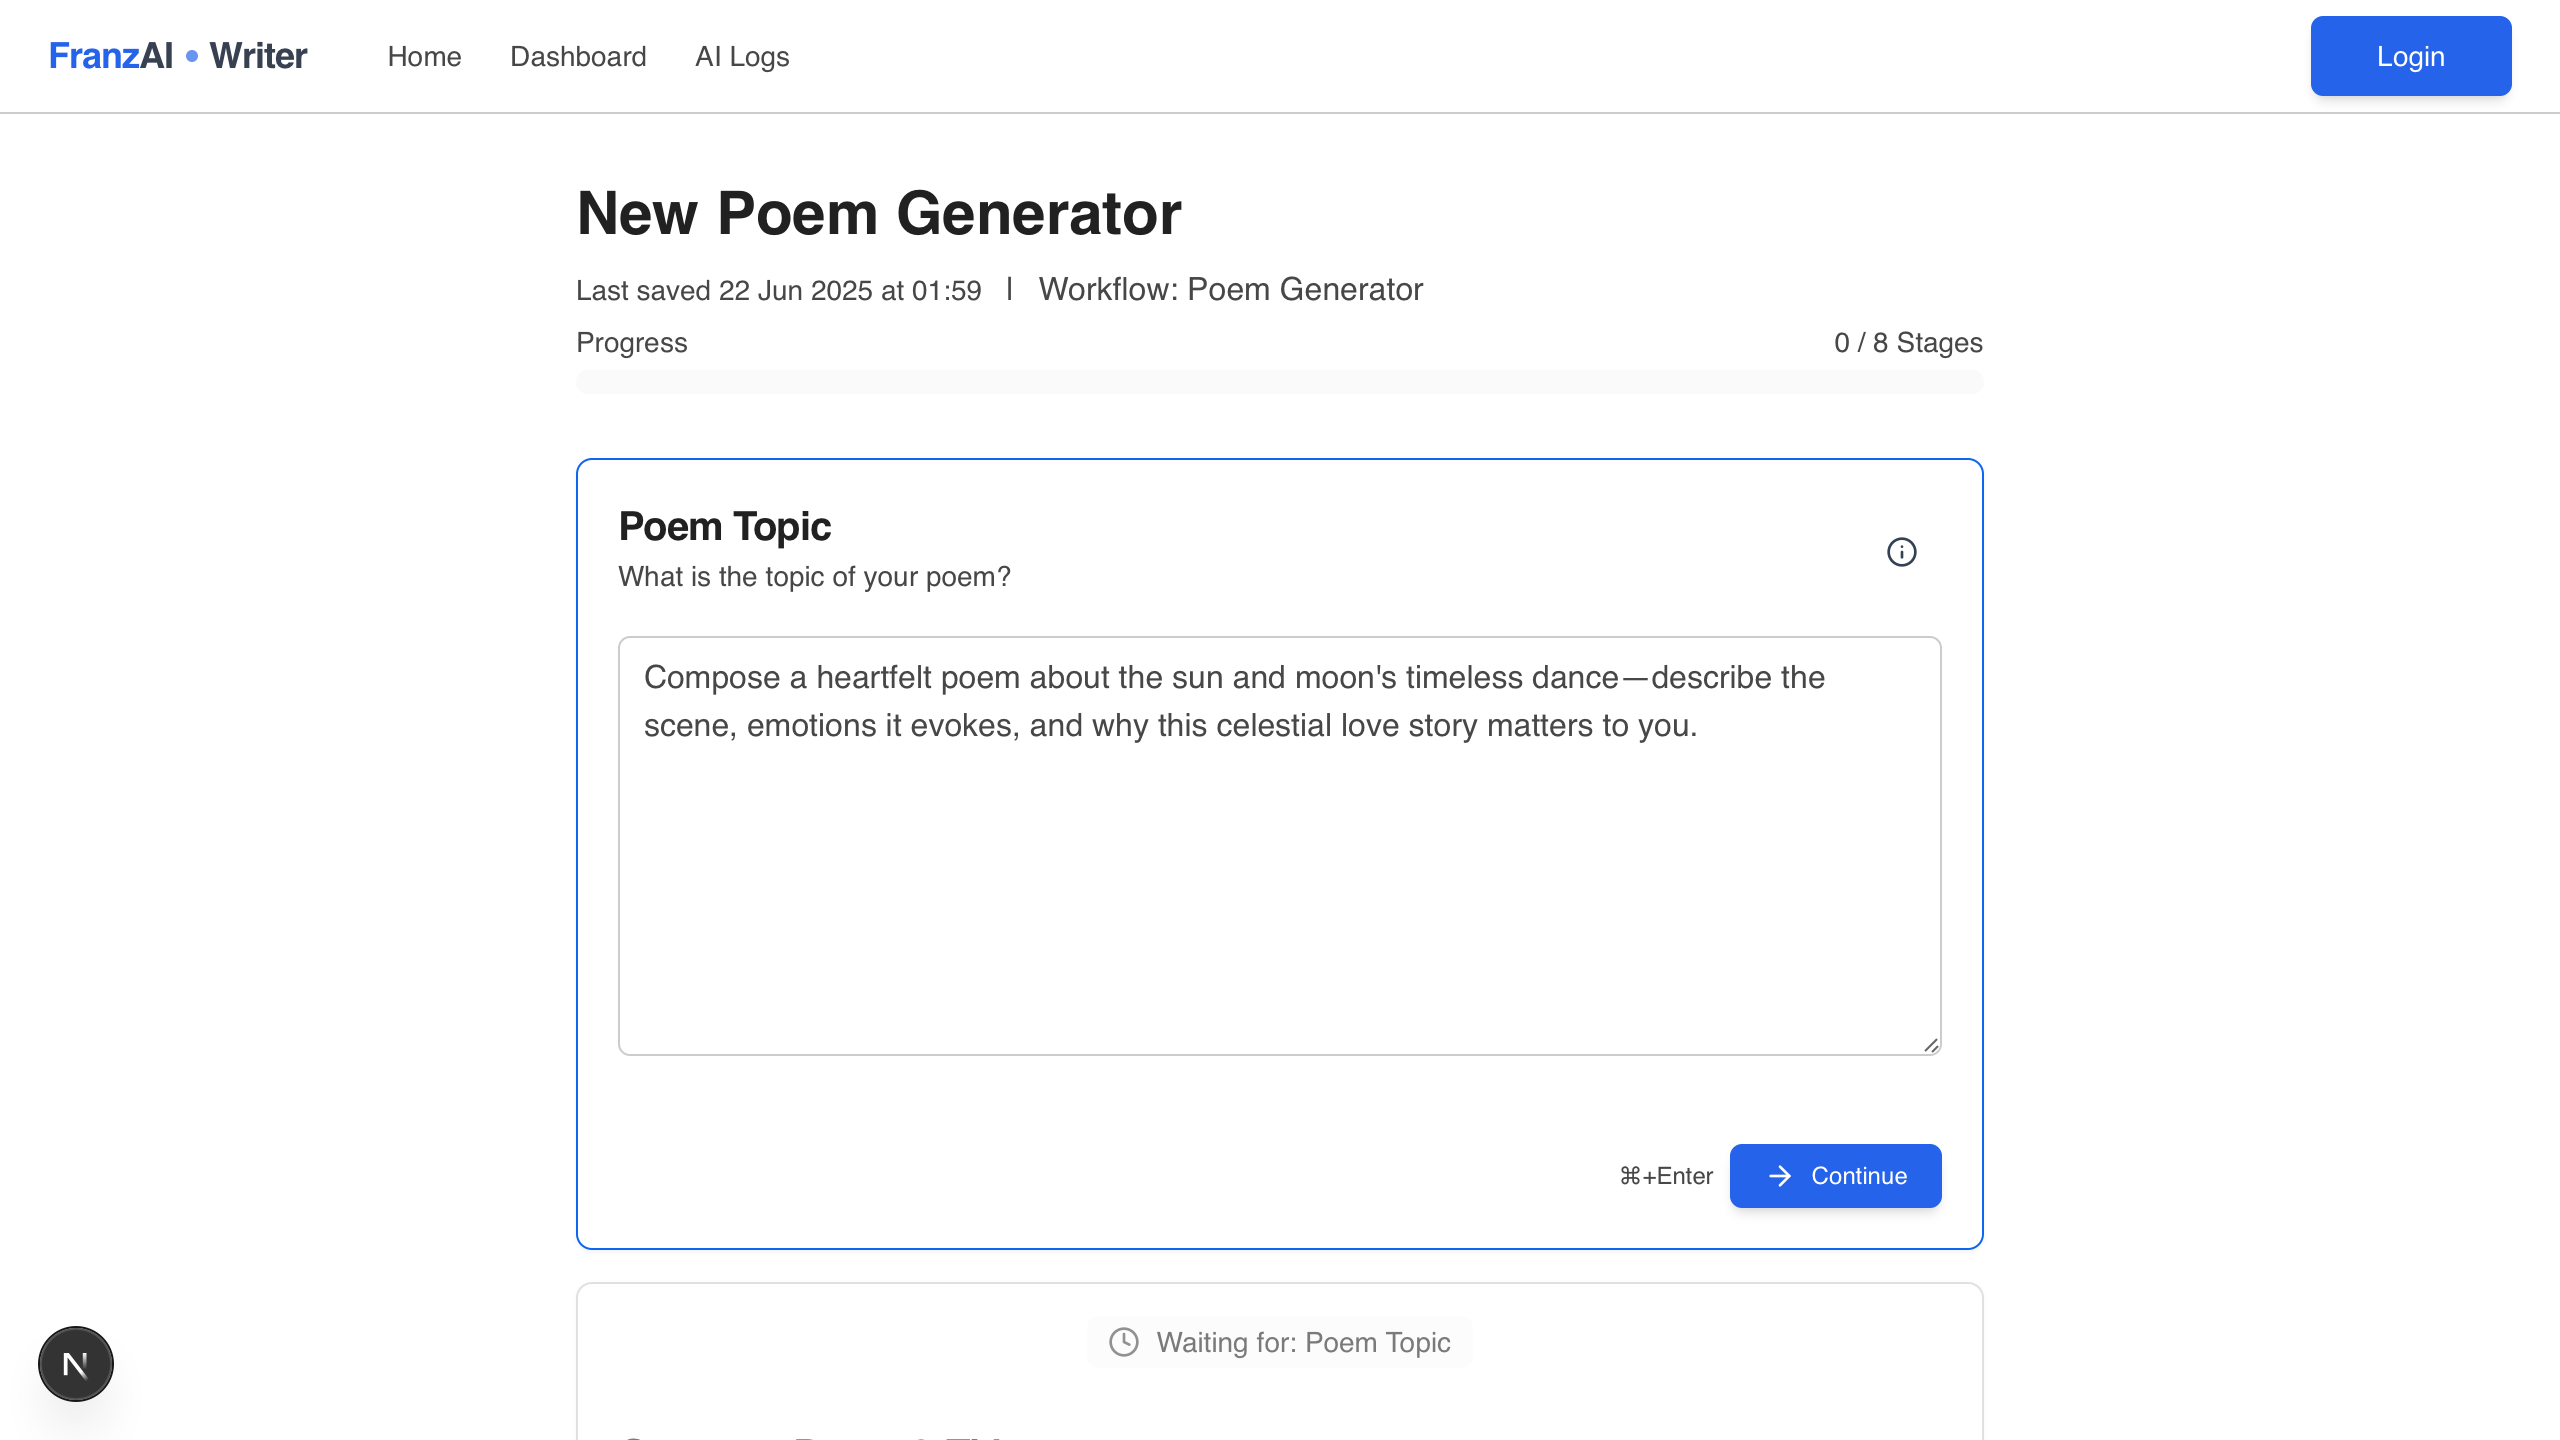 FranzAI • Writer
Home
Dashboard
AI Logs
Login
New Poem Generator
Last saved 22 Jun 2025 at 01:59 | Workflow: Poem Generator
Progress
0 / 8 Stages
Poem Topic
What is the topic of your poem?
Compose a heartfelt poem about the sun and moon's timeless dance—describe the
scene, emotions it evokes, and why this celestial love story matters to you.
⌘+Enter
Continue
Waiting for: Poem Topic
N